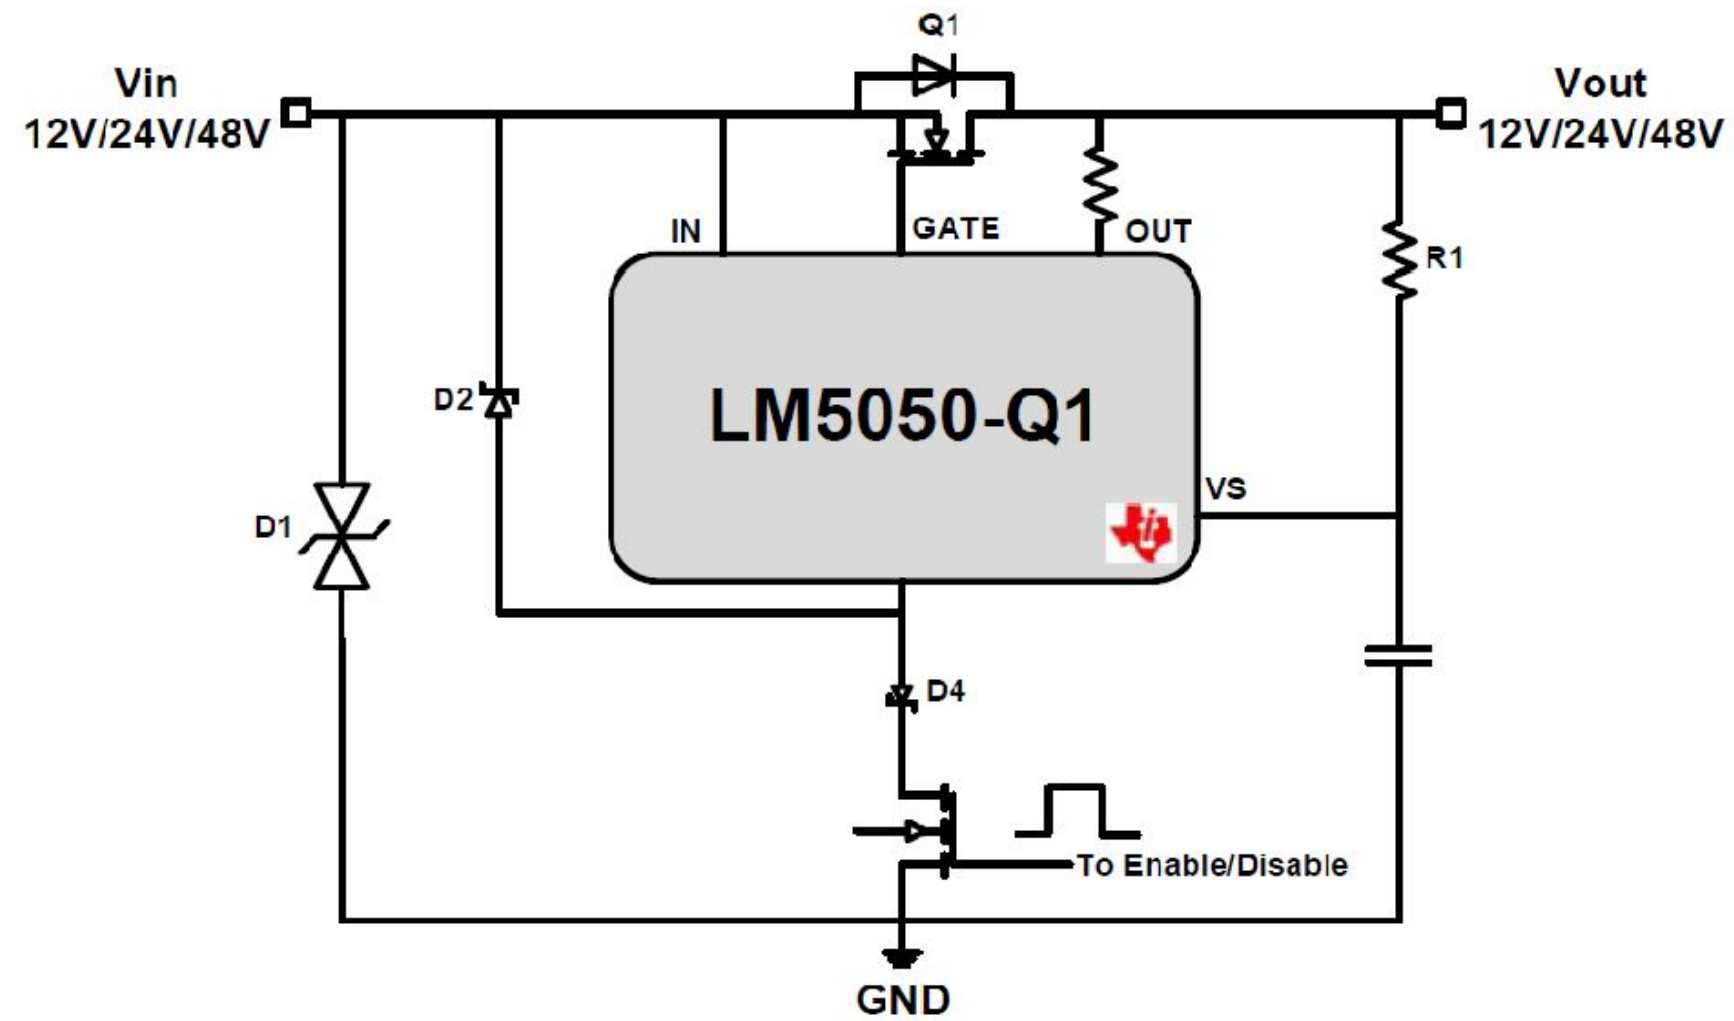 Q1
Vin
12V/24V/48V
Vout
12V/24V/48V
IN
GATE
OUT
R1
D2
LM5050-Q1
VS
D1
D4
To Enable/Disable
GND